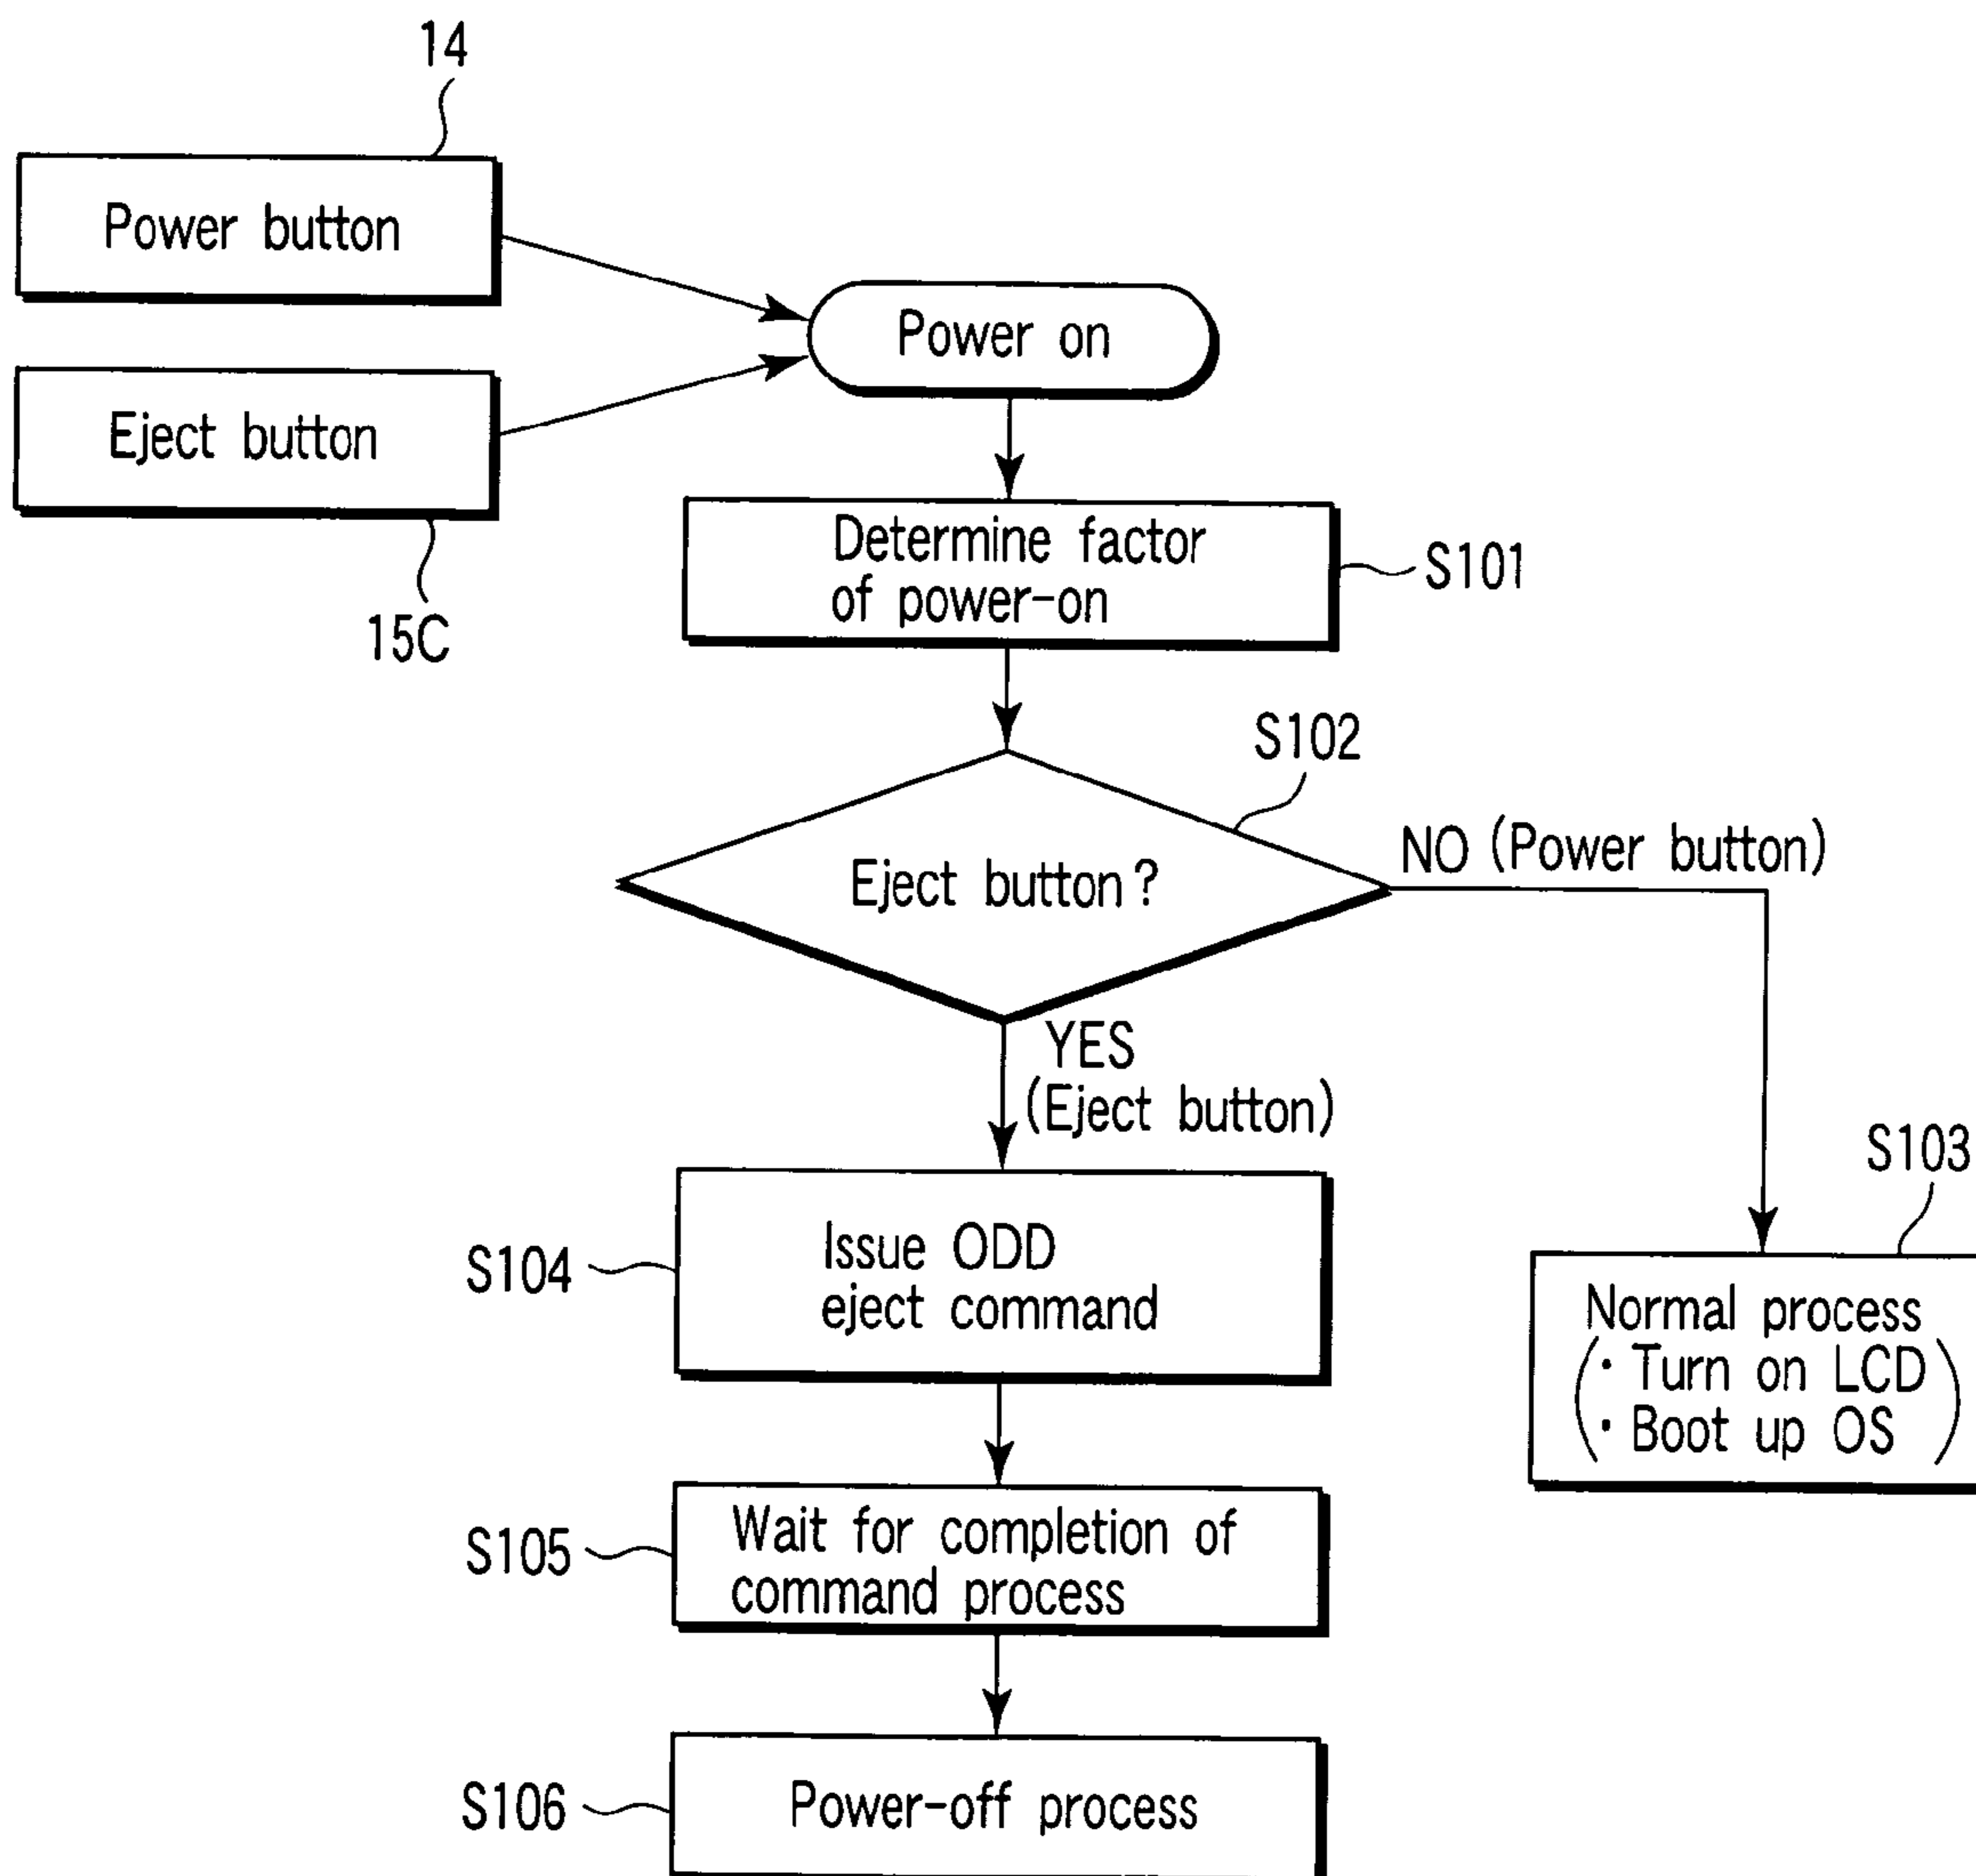 14
Power button
Power on
Eject button
15C
Determine factor
of power-on
S101
S102
Eject button?
NO (Power button)
YES
(Eject button)
S103
S104
Issue ODD
eject command
Normal process
· Turn on LCD
· Boot up OS
S105
Wait for completion of
command process
S106
Power-off process